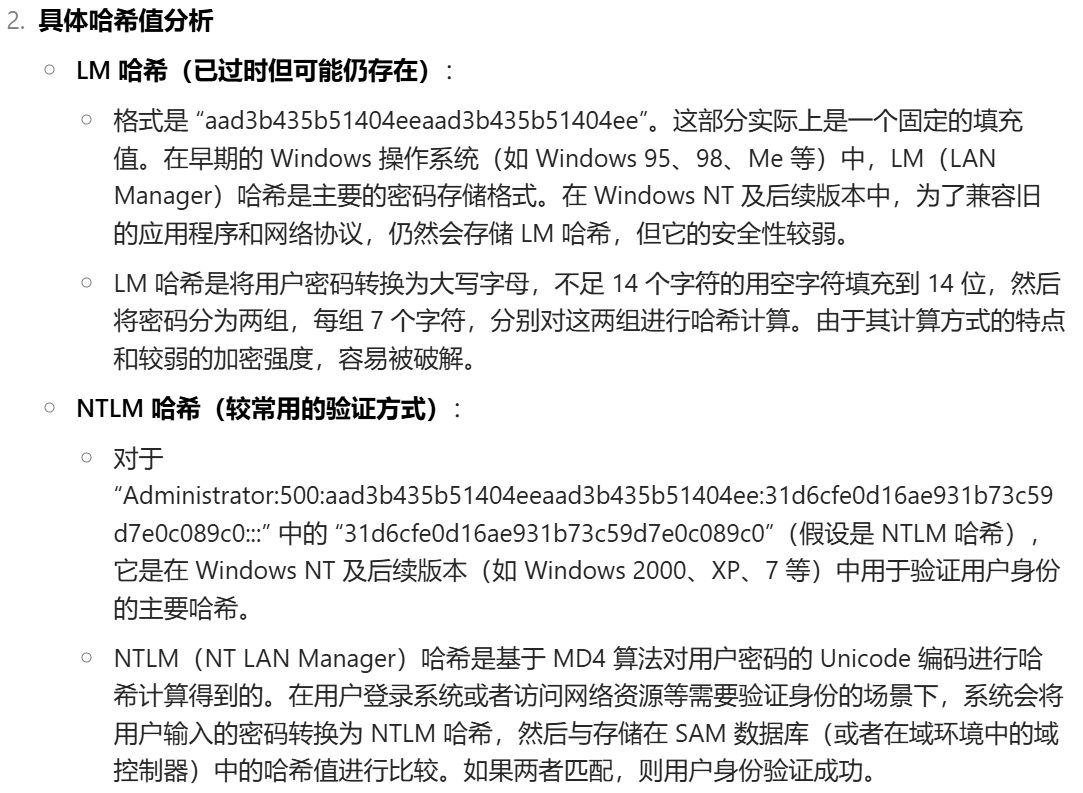 2. 具体哈希值分析
LM 哈希（已过时但可能仍存在）：
格式是 “aad3b435b51404eeaad3b435b51404ee”。这部分实际上是一个固定的填充
值。在早期的 Windows 操作系统（如 Windows 95、98、Me 等）中，LM（LAN
Manager）哈希是主要的密码存储格式。在 Windows NT 及后续版本中，为了兼容旧
的应用程序和网络协议，仍然会存储 LM 哈希，但它的安全性较弱。
LM 哈希是将用户密码转换为大写字母，不足 14 个字符的用空字符填充到 14 位，然后
将密码分为两组，每组 7 个字符，分别对这两组进行哈希计算。由于其计算方式的特点
和较弱的加密强度，容易被破解。
NTLM 哈希（较常用的验证方式）：
对于
“Administrator:500:aad3b435b51404eeaad3b435b51404ee:31d6cfe0d16ae931b73c59
d7e0c089c0:::” 中的 “31d6cfe0d16ae931b73c59d7e0c089c0”（假设是 NTLM 哈希），
它是在 Windows NT 及后续版本（如 Windows 2000、XP、7 等）中用于验证用户身份
的主要哈希。
NTLM（NT LAN Manager）哈希是基于 MD4 算法对用户密码的 Unicode 编码进行哈
希计算得到的。在用户登录系统或者访问网络资源等需要验证身份的场景下，系统会将
用户输入的密码转换为 NTLM 哈希，然后与存储在 SAM 数据库（或者在域环境中的域
控制器）中的哈希值进行比较。如果两者匹配，则用户身份验证成功。